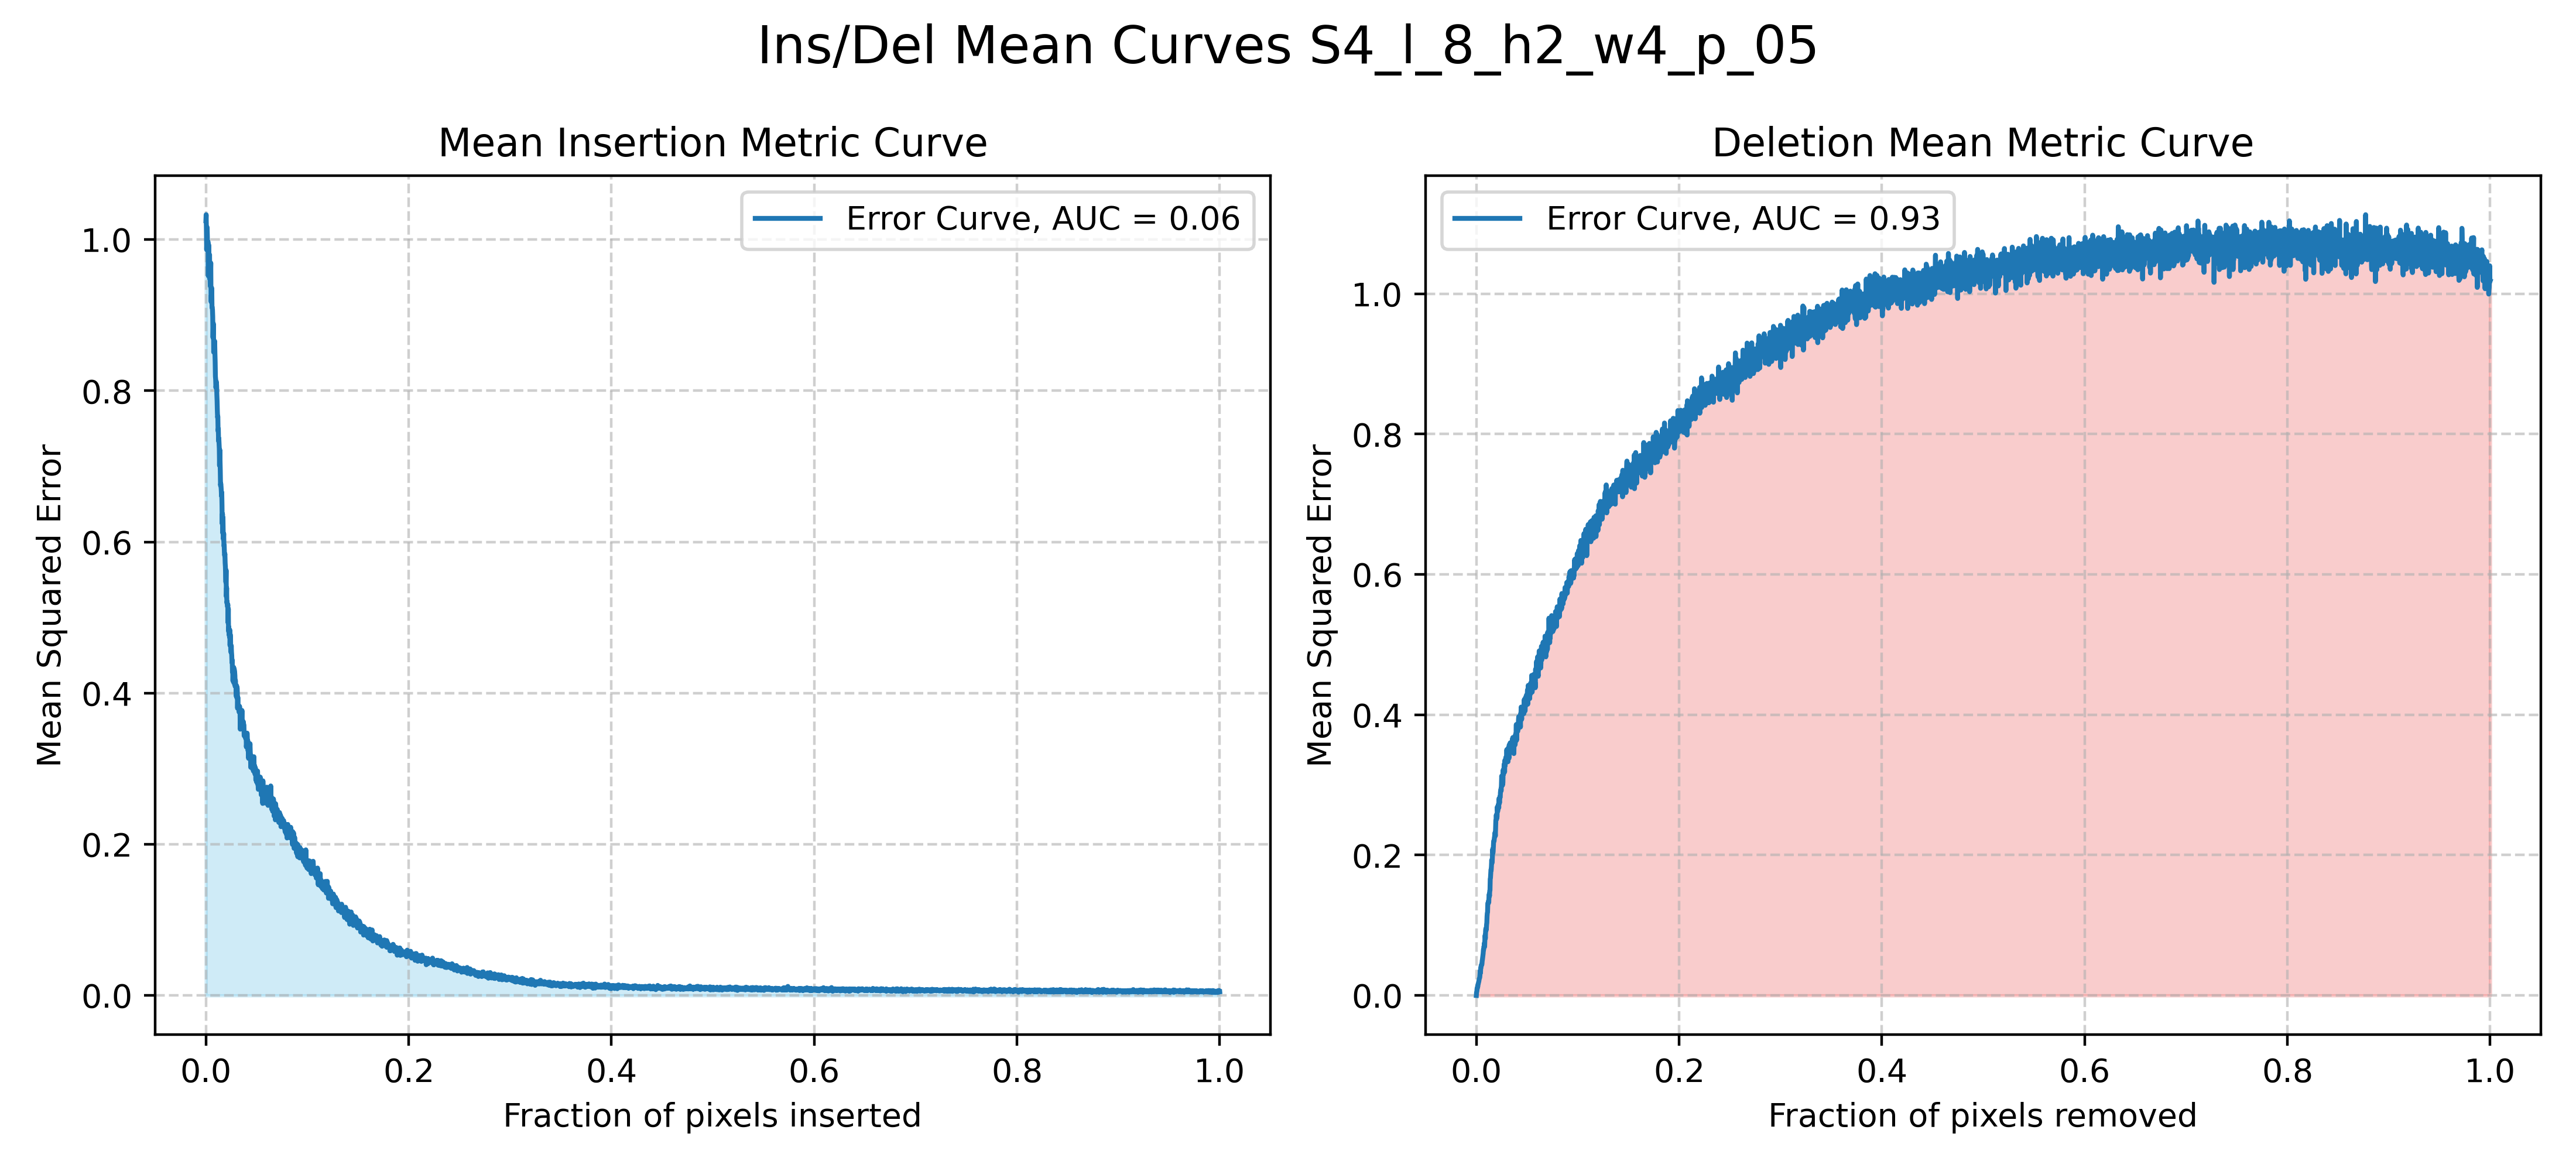 Ins/Del Mean Curves S4_l_8_h2_w4_p_05
Mean Insertion Metric Curve
Error Curve, AUC = 0.06
Mean Squared Error
1.0
0.8
0.6
0.4
0.2
0.0
0.0 0.2 0.4 0.6 0.8 1.0
Fraction of pixels inserted
Deletion Mean Metric Curve
Error Curve, AUC = 0.93
Mean Squared Error
1.0
0.8
0.6
0.4
0.2
0.0
0.0 0.2 0.4 0.6 0.8 1.0
Fraction of pixels removed